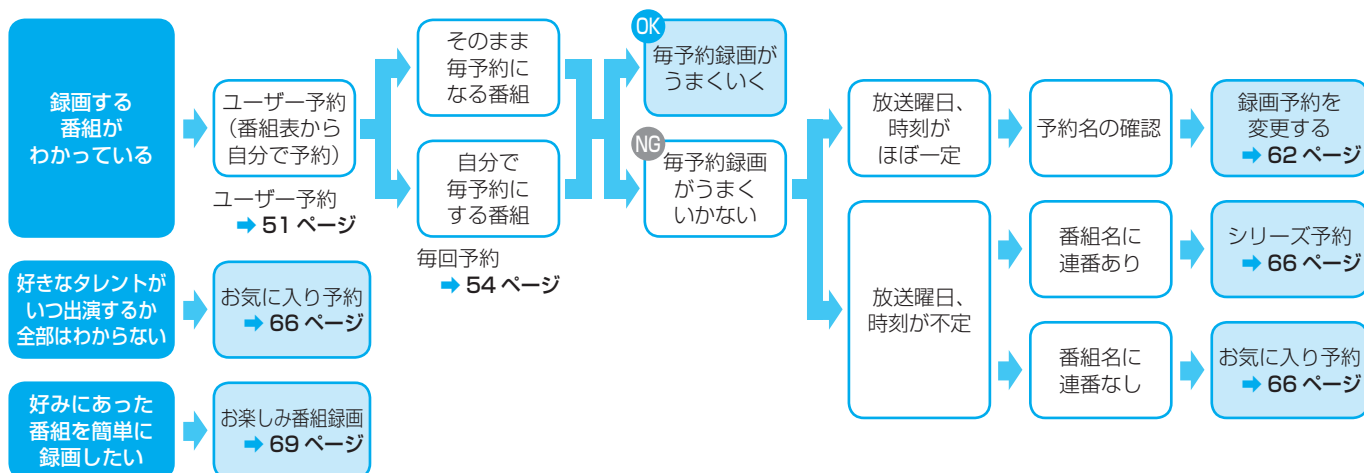 録画する
番組が
わかっている
ユーザー予約
（番組表から
自分で予約）
ユーザー予約
➡ 51 ページ
そのまま
毎予約に
なる番組
自分で
毎予約に
する番組
毎回予約
➡ 54 ページ
OK
毎予約録画が
うまくいく
NG
毎予約録画
がうまく
いかない
放送曜日、
時刻が
ほぼ一定
予約名の確認
録画予約を
変更する
➡ 62 ページ
放送曜日、
時刻が不定
番組名に
連番あり
シリーズ予約
➡ 66 ページ
番組名に
連番なし
お気に入り予約
➡ 66 ページ
好きなタレントが
いつ出演するか
全部はわからない
お気に入り予約
➡ 66 ページ
好みにあった
番組を簡単に
録画したい
お楽しみ番組録画
➡ 69 ページ